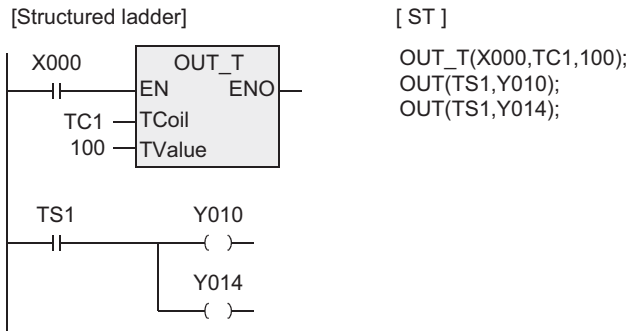 [Structured ladder]
[ ST ]
X000
OUT_T
EN ENO
TC1 TCoil
100 TValue
TS1
Y010
Y014
OUT_T(X000,TC1,100);
OUT(TS1,Y010);
OUT(TS1,Y014);